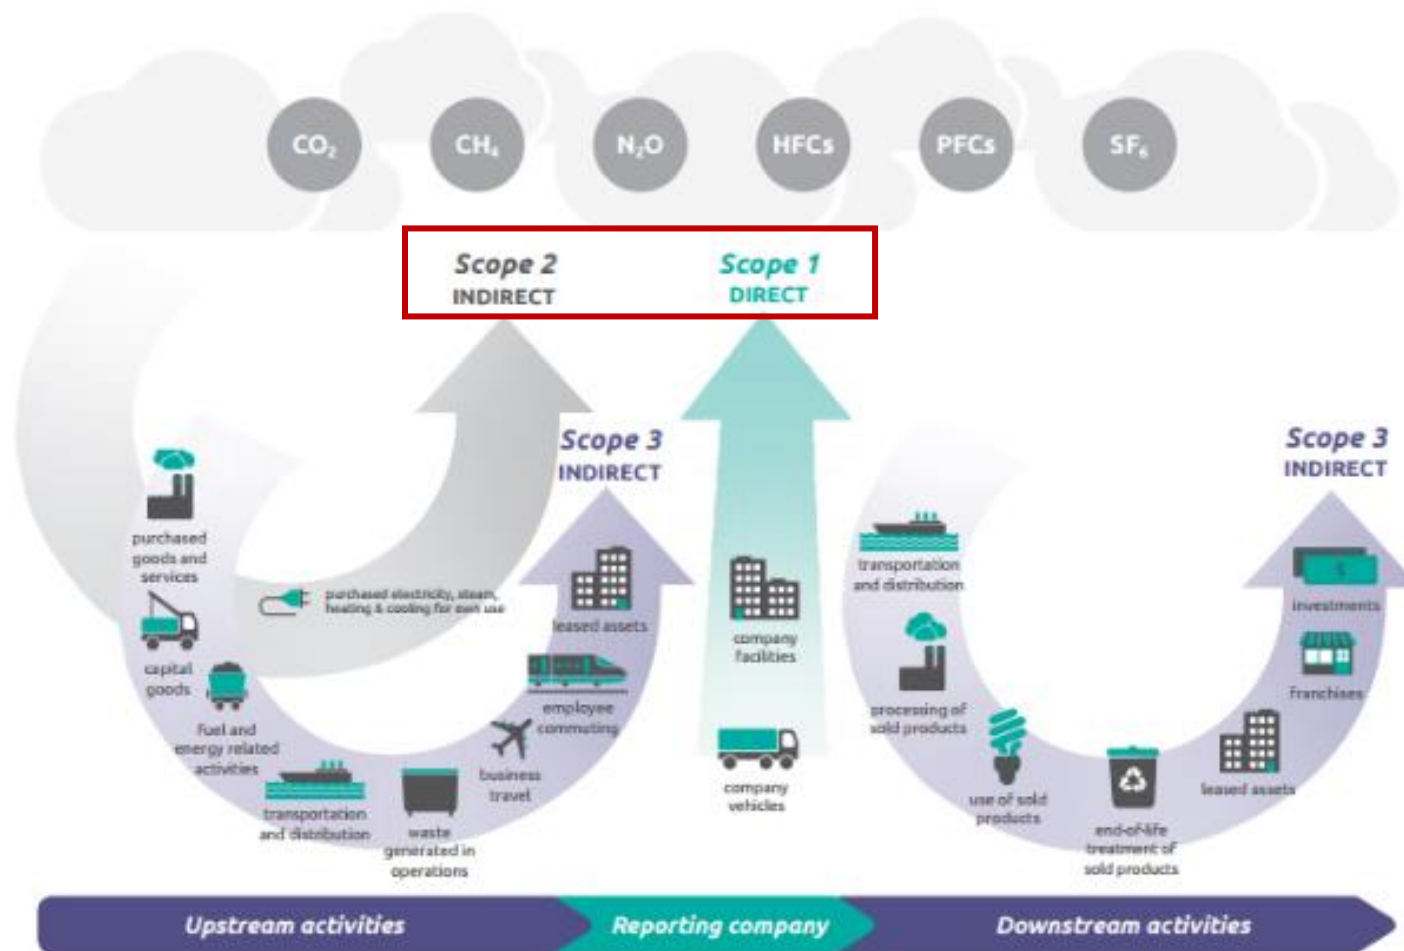 CO₂
CH₄
N₂O
HFCs
PFCs
SF₆
Scope 2
INDIRECT
Scope 1
DIRECT
Scope 3
INDIRECT
Scope 3
INDIRECT
purchased
goods and
services
capital
goods
fuel and
energy related
activities
purchased electricity, steam,
heating & cooling for own use
transportation
and distribution
waste
generated in
operations
business
travel
employee
commuting
leased assets
company
facilities
company
vehicles
transportation
and distribution
processing of
sold products
use of sold
products
end-of-life
treatment of
sold products
leased assets
franchises
investments
$
Upstream activities
Reporting company
Downstream activities